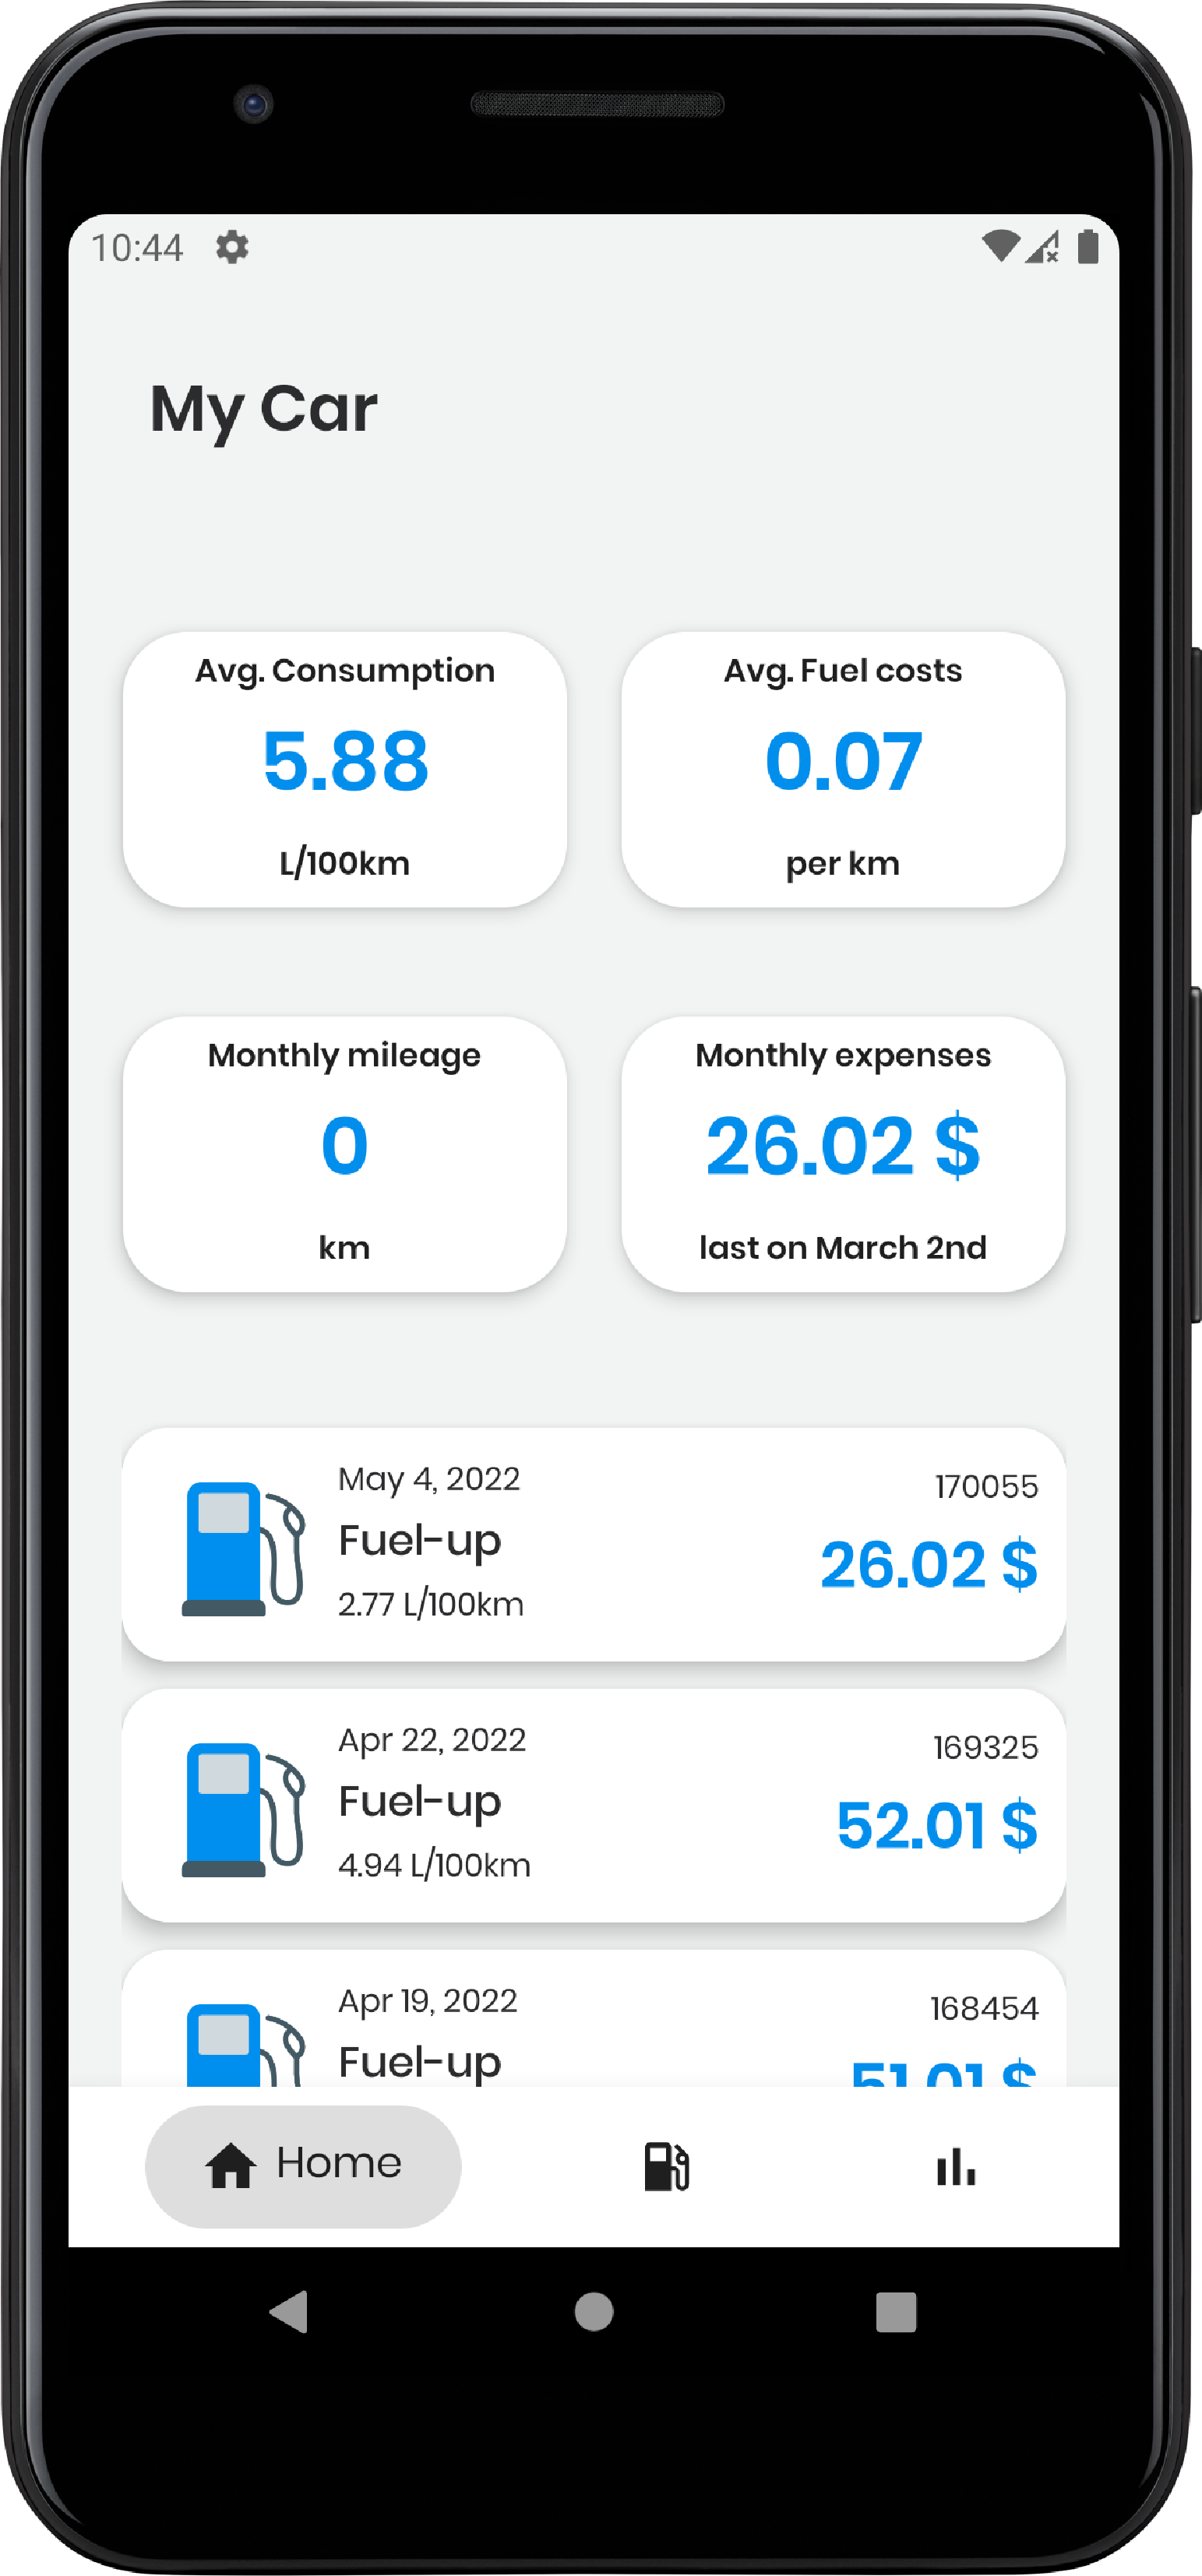 10:44
My Car
Avg. Consumption
5.88
L/100km
Avg. Fuel costs
0.07
per km
Monthly mileage
0
km
Monthly expenses
26.02 $
last on March 2nd
May 4, 2022
Fuel-up
2.77 L/100km
170055
26.02 $
Apr 22, 2022
Fuel-up
4.94 L/100km
169325
52.01 $
Apr 19, 2022
Fuel-up
168454
51.01 $
Home